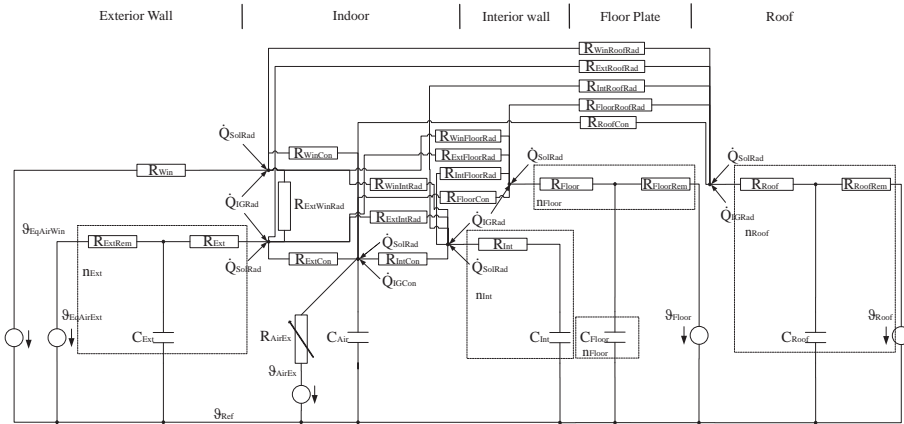 Exterior Wall
Indoor
Interior wall
Floor Plate
Roof
RWinRoofRad
RExtRoofRad
RIntRoofRad
RFloorRoofRad
RRoofCon
Q̇SolRad
RWinCon
RWinFloorRad
RExtFloorRad
RIntFloorRad
Q̇SolRad
Q̇SolRad
RWin
RWinIntRad
RFloor
RFloorRem
RRoof
RRoofRem
RFloorCon
nFloor
Q̇IGRad
RExtWinRad
RExtIntRad
Q̇IGRad
Q̇IGRad
ϑEqAirWin
nRoof
RExtRem
RExt
Q̇SolRad
RInt
Q̇SolRad
RExtCon
RIntCon
Q̇SolRad
nExt
Q̇IGCon
nInt
ϑEqAirExt
ϑFloor
ϑRoof
CExt
RAirEx
CAir
CInt
CFloor
CRoof
nFloor
ϑAirEx
ϑRef